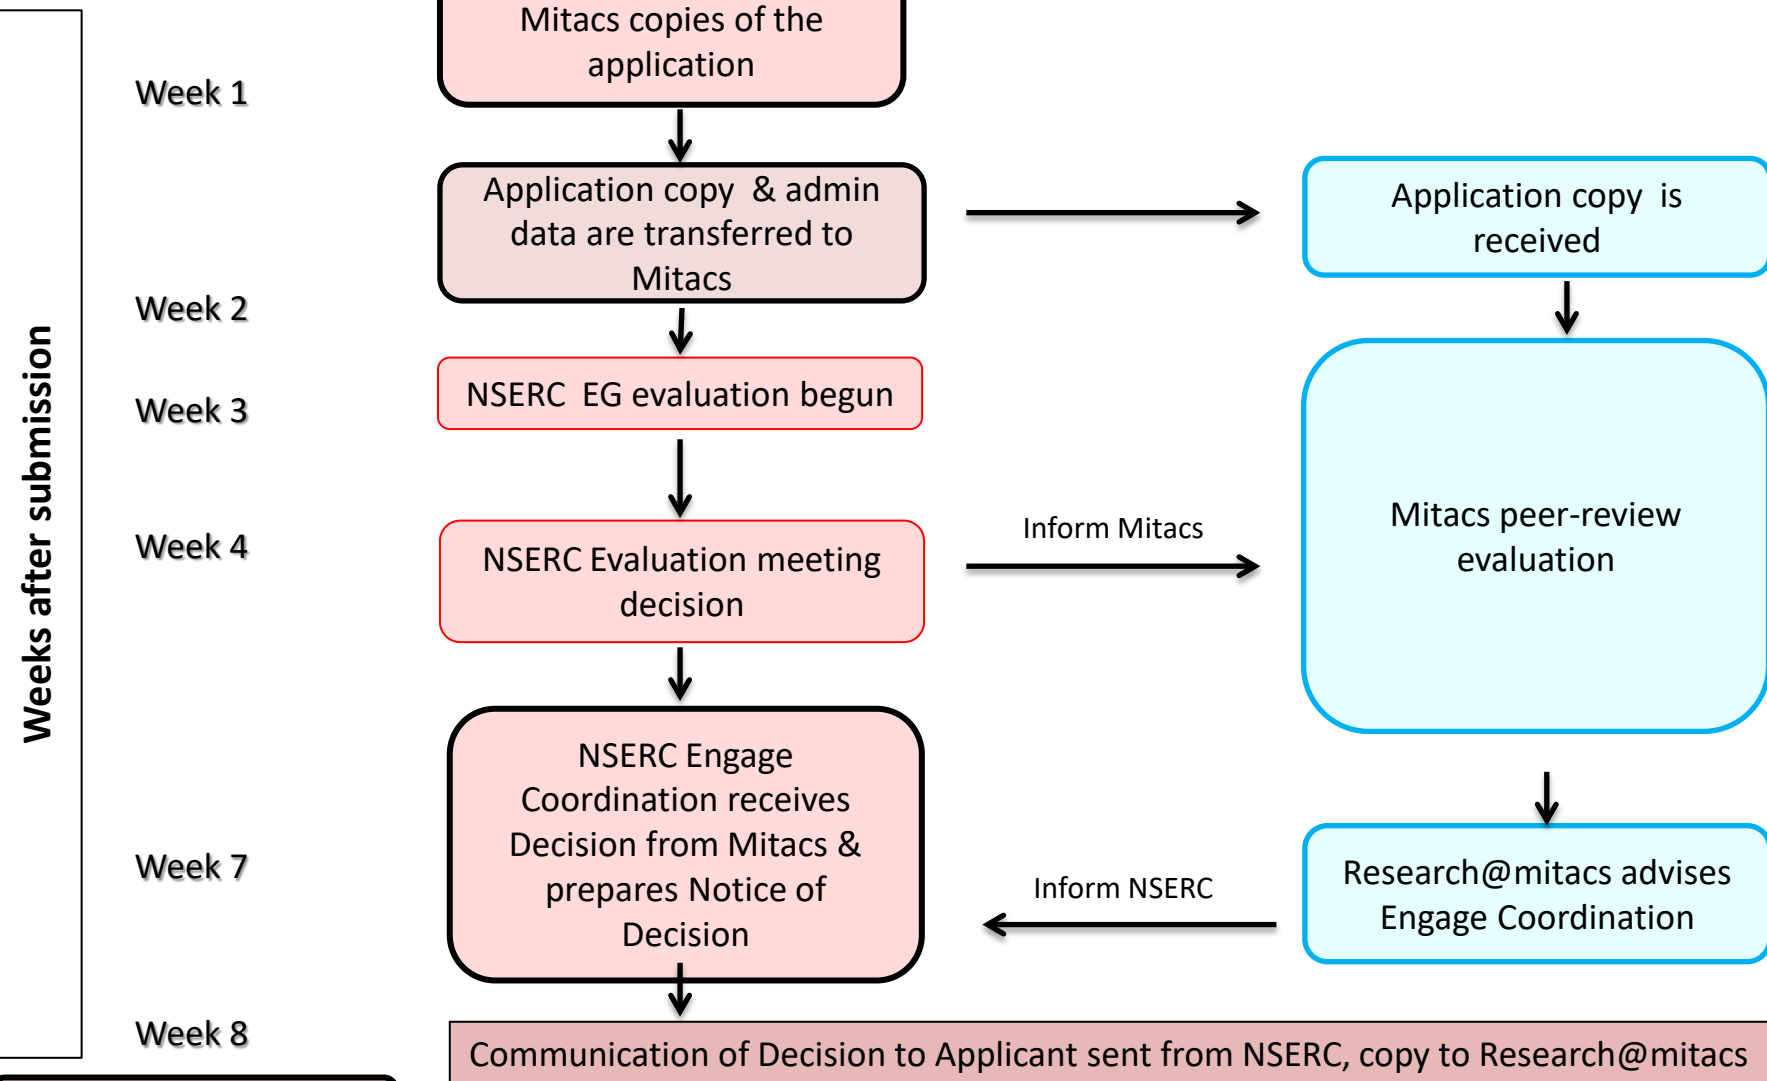 Mitacs copies of the
application
Week 1
Application copy & admin
data are transferred to
Mitacs
Application copy is
received
Week 2
NSERC EG evaluation begun
Week 3
Weeks after submission
Inform Mitacs
Mitacs peer-review
evaluation
Week 4
NSERC Evaluation meeting
decision
NSERC Engage
Coordination receives
Decision from Mitacs &
prepares Notice of
Decision
Week 7
Inform NSERC
Research@mitacs advises
Engage Coordination
Week 8
Communication of Decision to Applicant sent from NSERC, copy to Research@mitacs